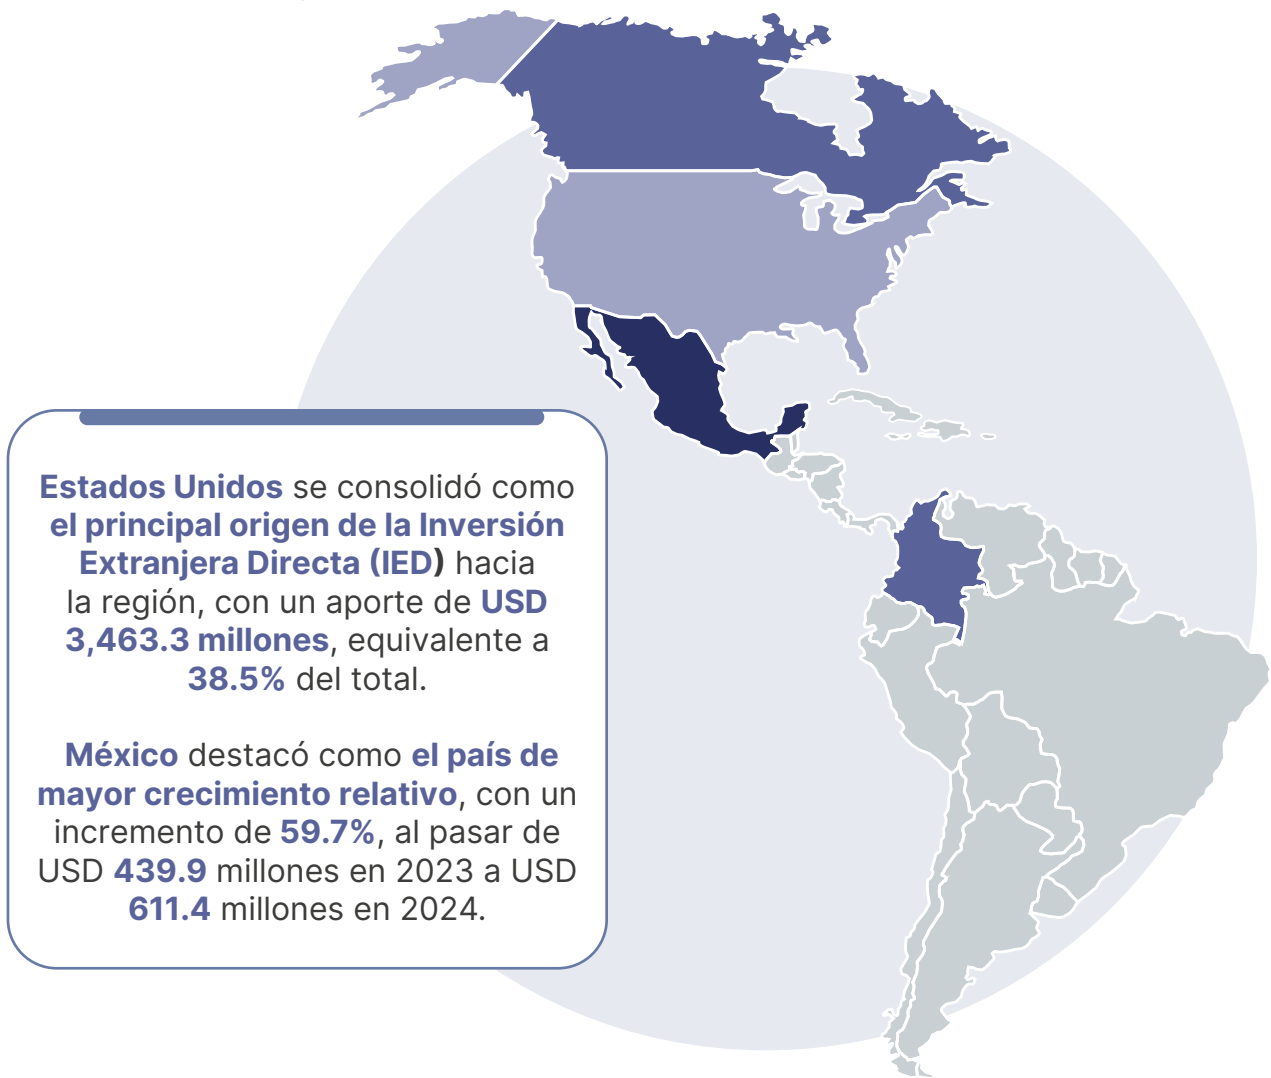 Estados Unidos se consolidó como
el principal origen de la Inversión
Extranjera Directa (IED) hacia
la región, con un aporte de USD
3,463.3 millones, equivalente a
38.5% del total.
México destacó como el país de
mayor crecimiento relativo, con un
incremento de 59.7%, al pasar de
USD 439.9 millones en 2023 a USD
611.4 millones en 2024.